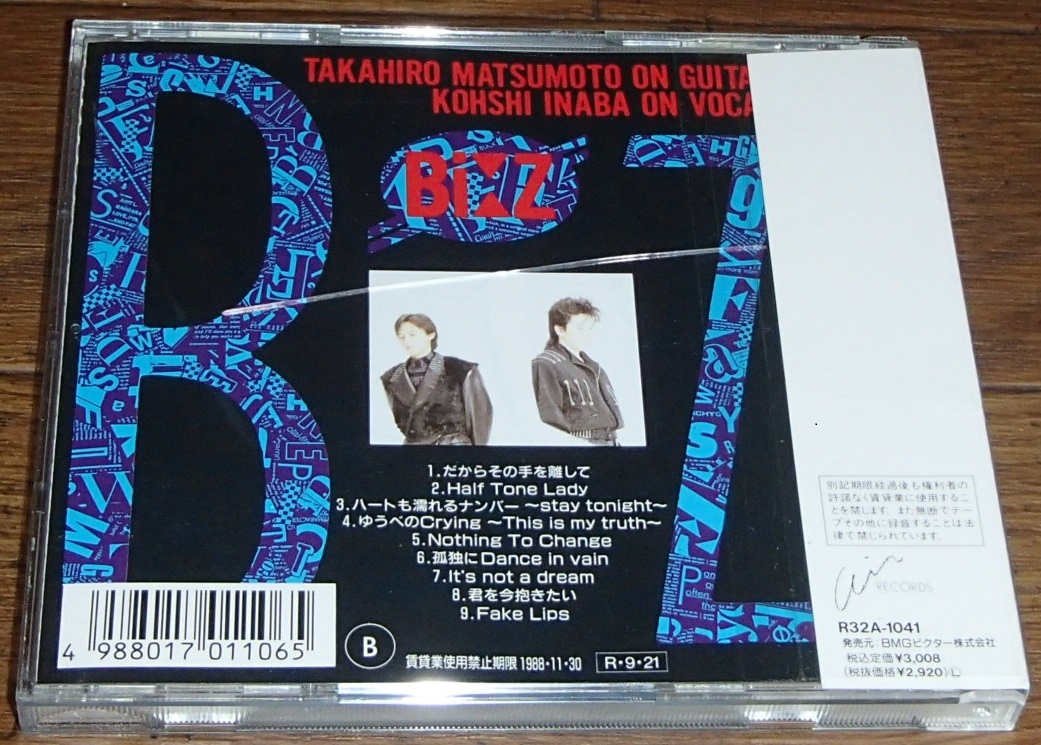 TAKAHIRO MATSUMOTO ON GUITA
KOHSHI INABA ON VOCA
B Z
B:Z
1.だからその手を離して
2.Half Tone Lady
3.ハートも濡れるナンバー 〜stay tonight〜
4.ゆうべのCrying 〜This is my truth〜
5.Nothing To Change
6.孤独にDance in vain
7.It's not a dream
8.君を今抱きたい
9.Fake Lips
4 988017 011065
B
賃貸業使用禁止期限 1988・11・30
R・9・21
別記期限経過後も権利者の
許諾なく賃貸業に使用するこ
とを禁します。また無断でテー
プその他に録音することは法
律で禁じられています。
Air RECORDS
R32A-1041
発売元:BMGビクター株式会社
税込定価¥3,008
(税抜価格¥2,920)Ⓛ